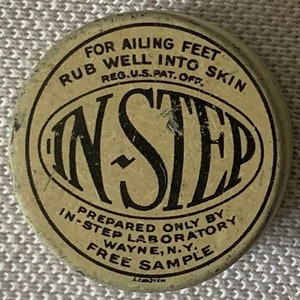 FOR AILING FEET
RUB WELL INTO SKIN
REG. U.S. PAT. OFF.
IN-STEP
PREPARED ONLY BY
IN-STEP LABORATORY
WAYNE, N.Y.
FREE SAMPLE